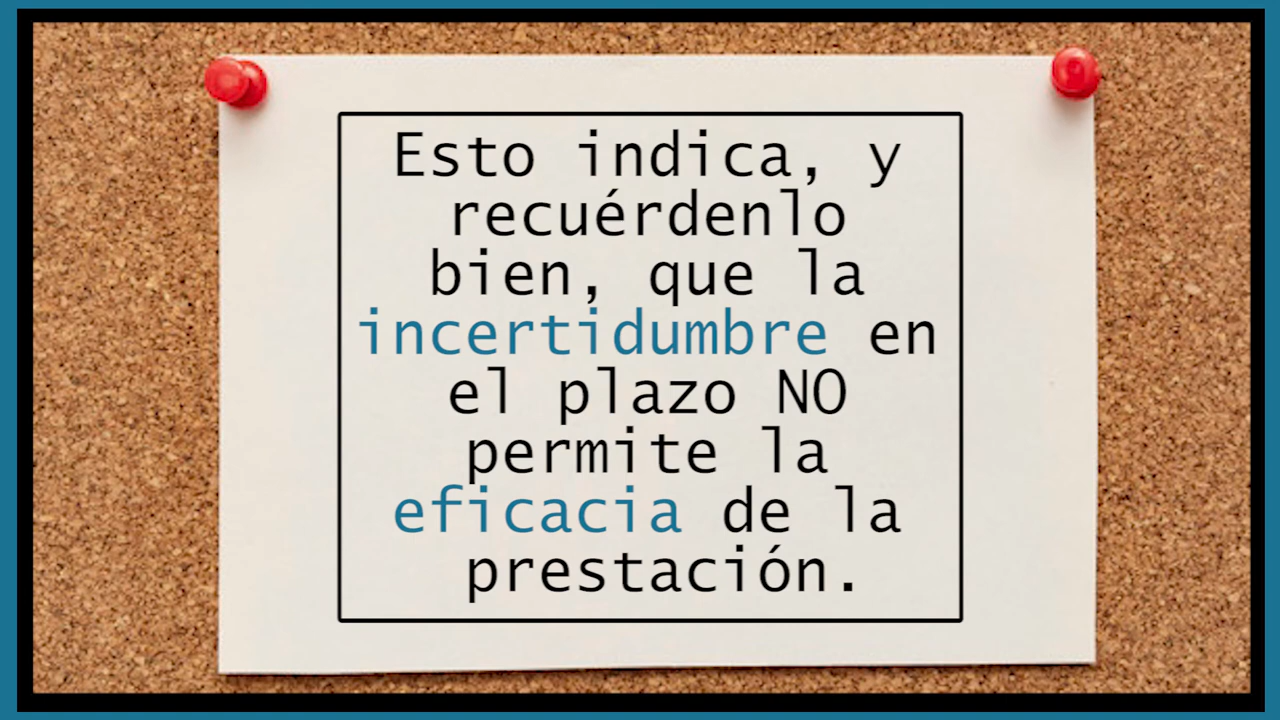 Esto indica, y
recuérdenlo
bien, que la
incertidumbre en
el plazo NO
permite la
eficacia de la
prestación.